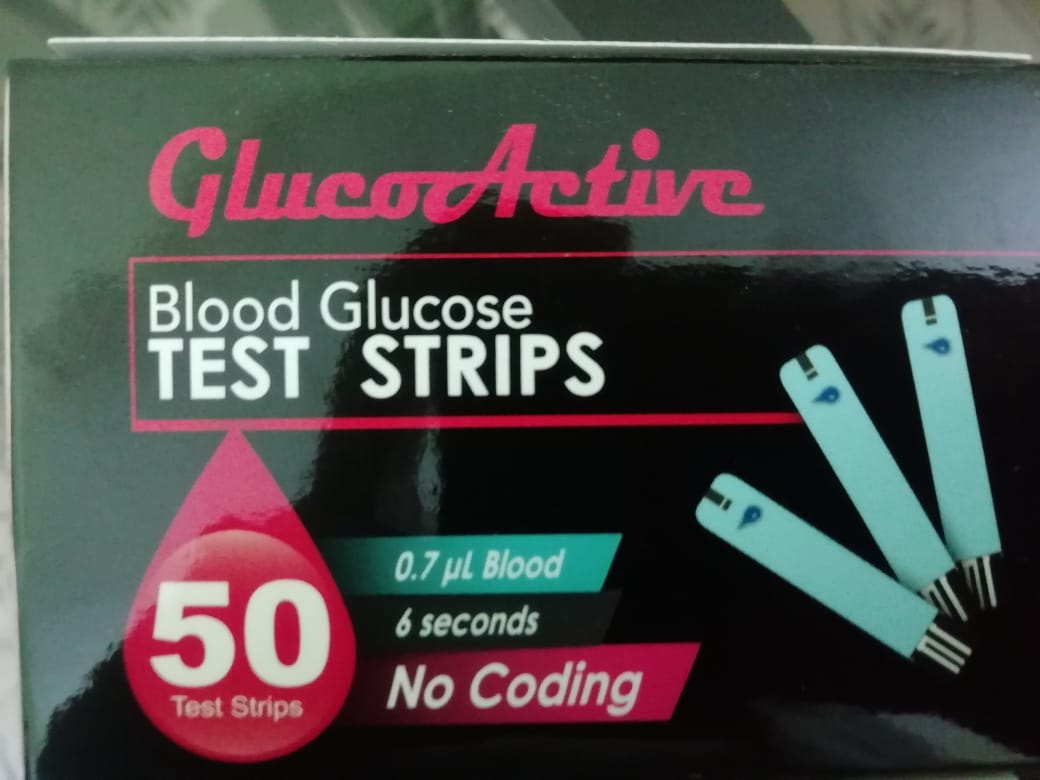 GlucoActive
Blood Glucose
TEST STRIPS
0.7 µL Blood
6 seconds
No Coding
50
Test Strips